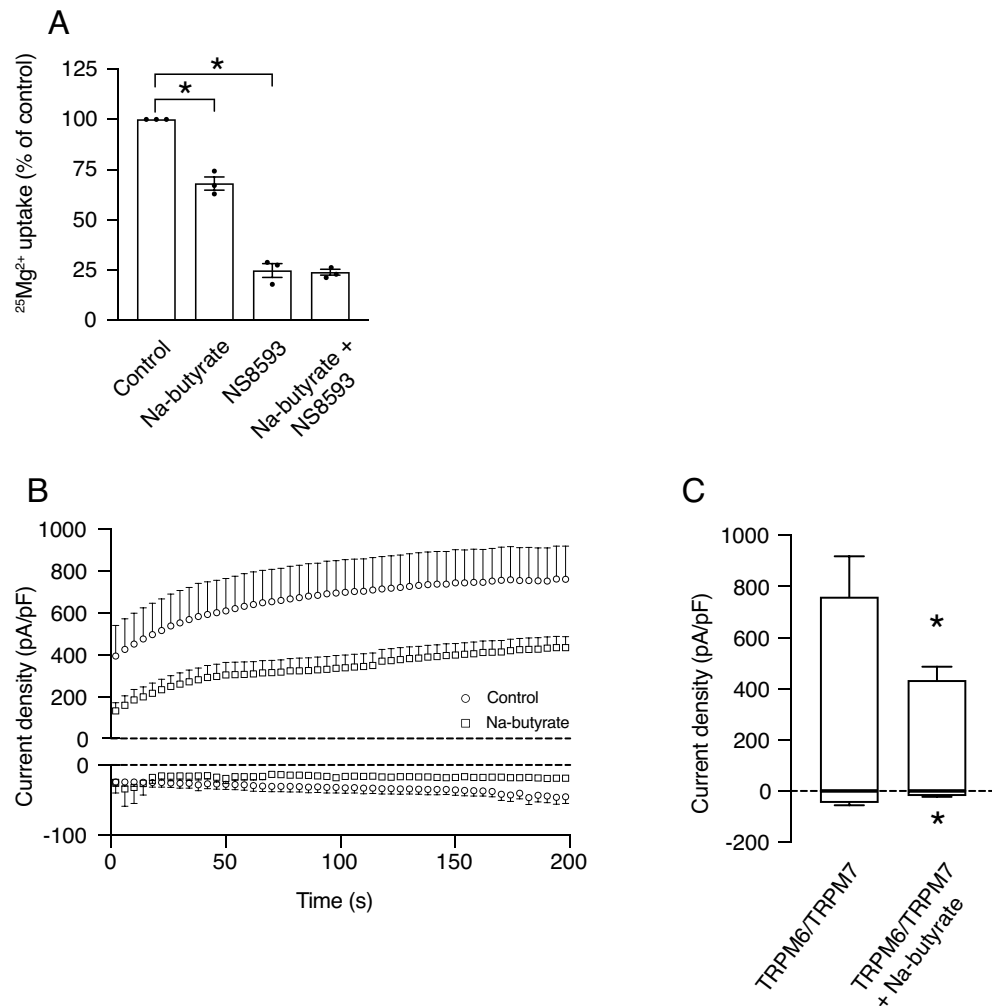 A
25Mg2+ uptake (% of control)
125
100
75
50
25
0
*
*
Control
Na-butyrate
NS8593
Na-butyrate +
NS8593
B
Current density (pA/pF)
1000
800
600
400
200
0
0
-100
Control
Na-butyrate
0
50
100
150
200
Time (s)
C
Current density (pA/pF)
1000
800
600
400
200
0
-200
*
*
TRPM6/TRPM7
TRPM6/TRPM7
+ Na-butyrate